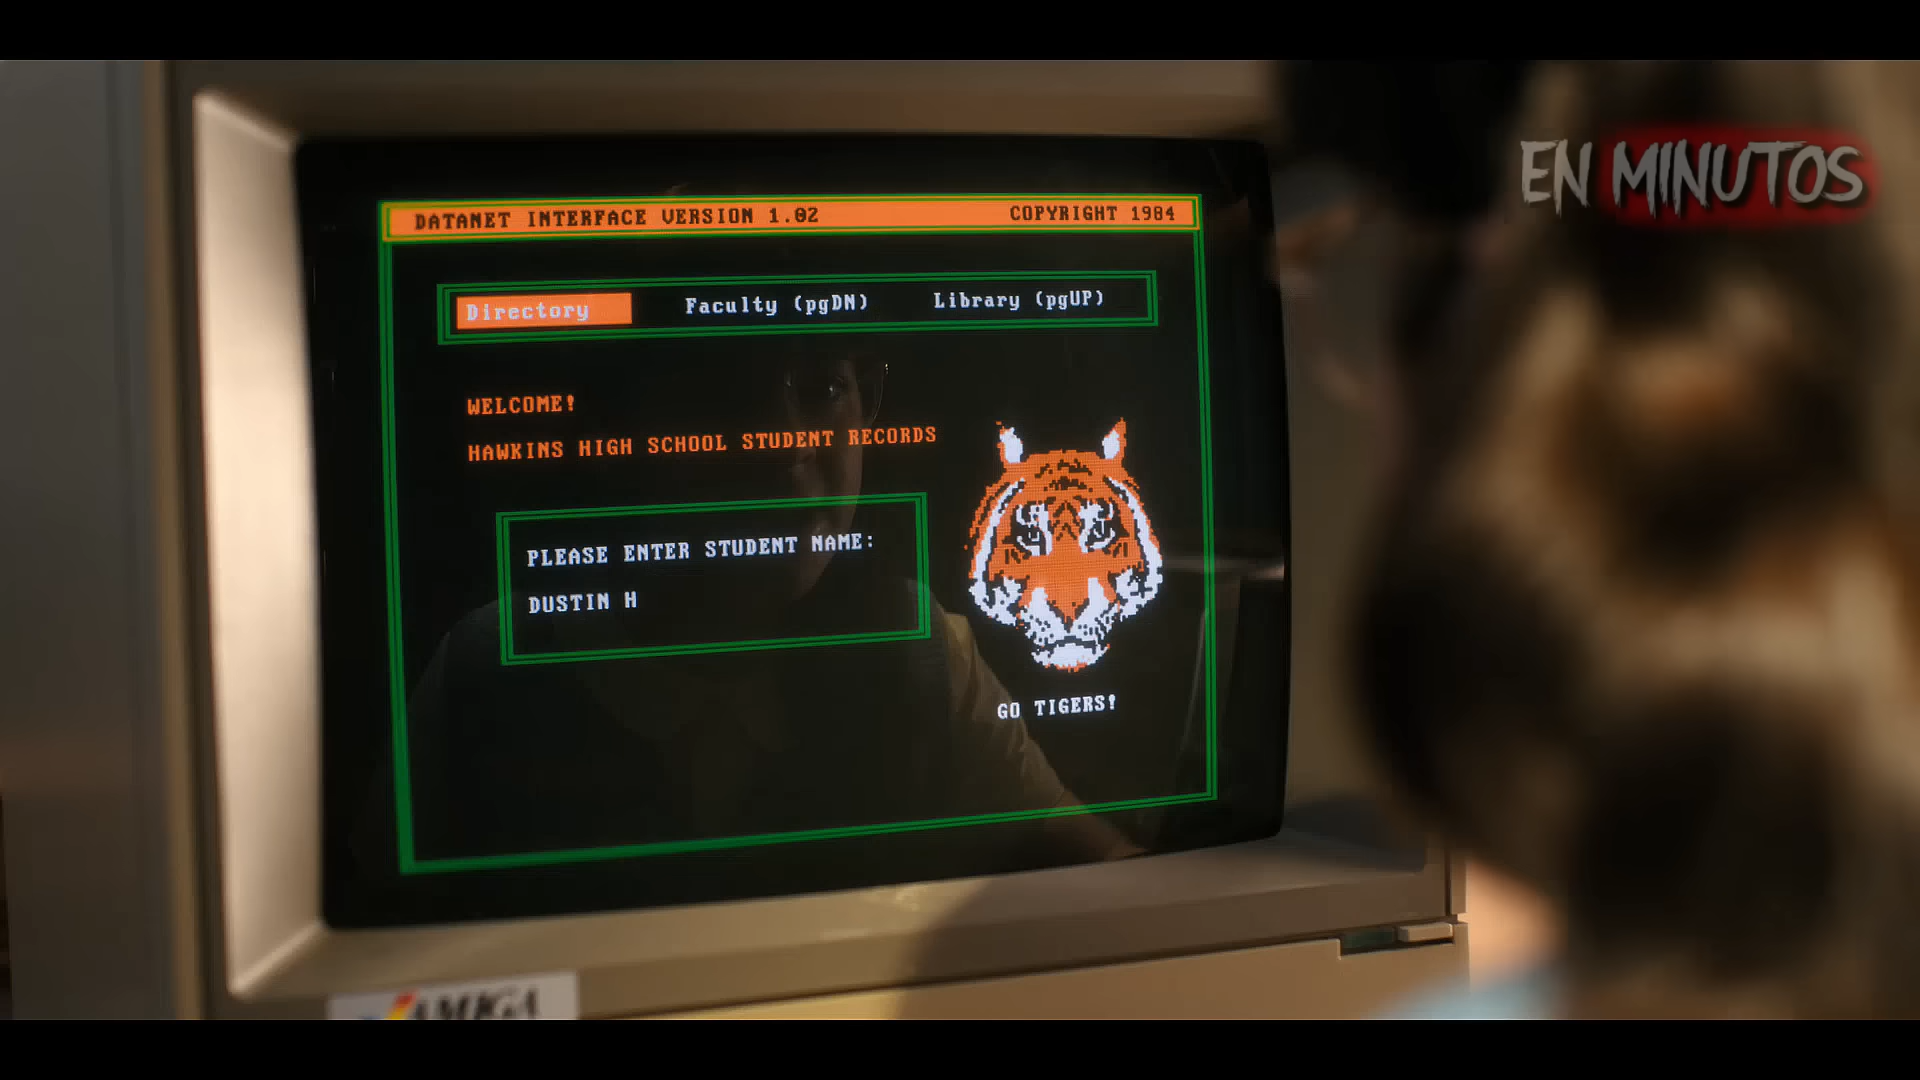 EN MINUTOS
DATANET INTERFACE VERSION 1.02 COPYRIGHT 1984
Directory Faculty (pgDN) Library (pgUP)
WELCOME!
HAWKINS HIGH SCHOOL STUDENT RECORDS
PLEASE ENTER STUDENT NAME:
DUSTIN H
GO TIGERS!
AMIGA